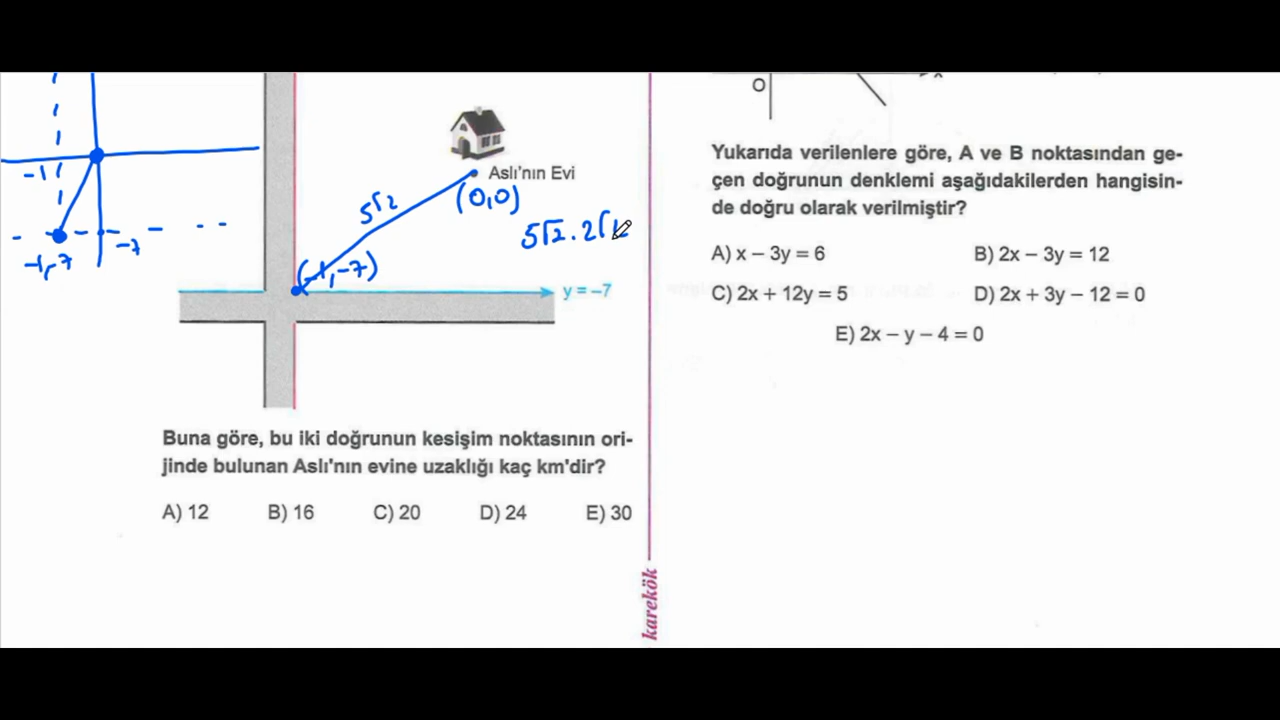 -1
-7
-1,-7
Aslı'nın Evi
(0,0)
5√2
5√2.2√
(-1,-7)
y = –7
Buna göre, bu iki doğrunun kesişim noktasının ori-
jinde bulunan Aslı'nın evine uzaklığı kaç km'dir?
A) 12 B) 16 C) 20 D) 24 E) 30
karekök
O
x
Yukarıda verilenlere göre, A ve B noktasından ge-
çen doğrunun denklemi aşağıdakilerden hangisin-
de doğru olarak verilmiştir?
A) x – 3y = 6 B) 2x – 3y = 12
C) 2x + 12y = 5 D) 2x + 3y – 12 = 0
E) 2x – y – 4 = 0